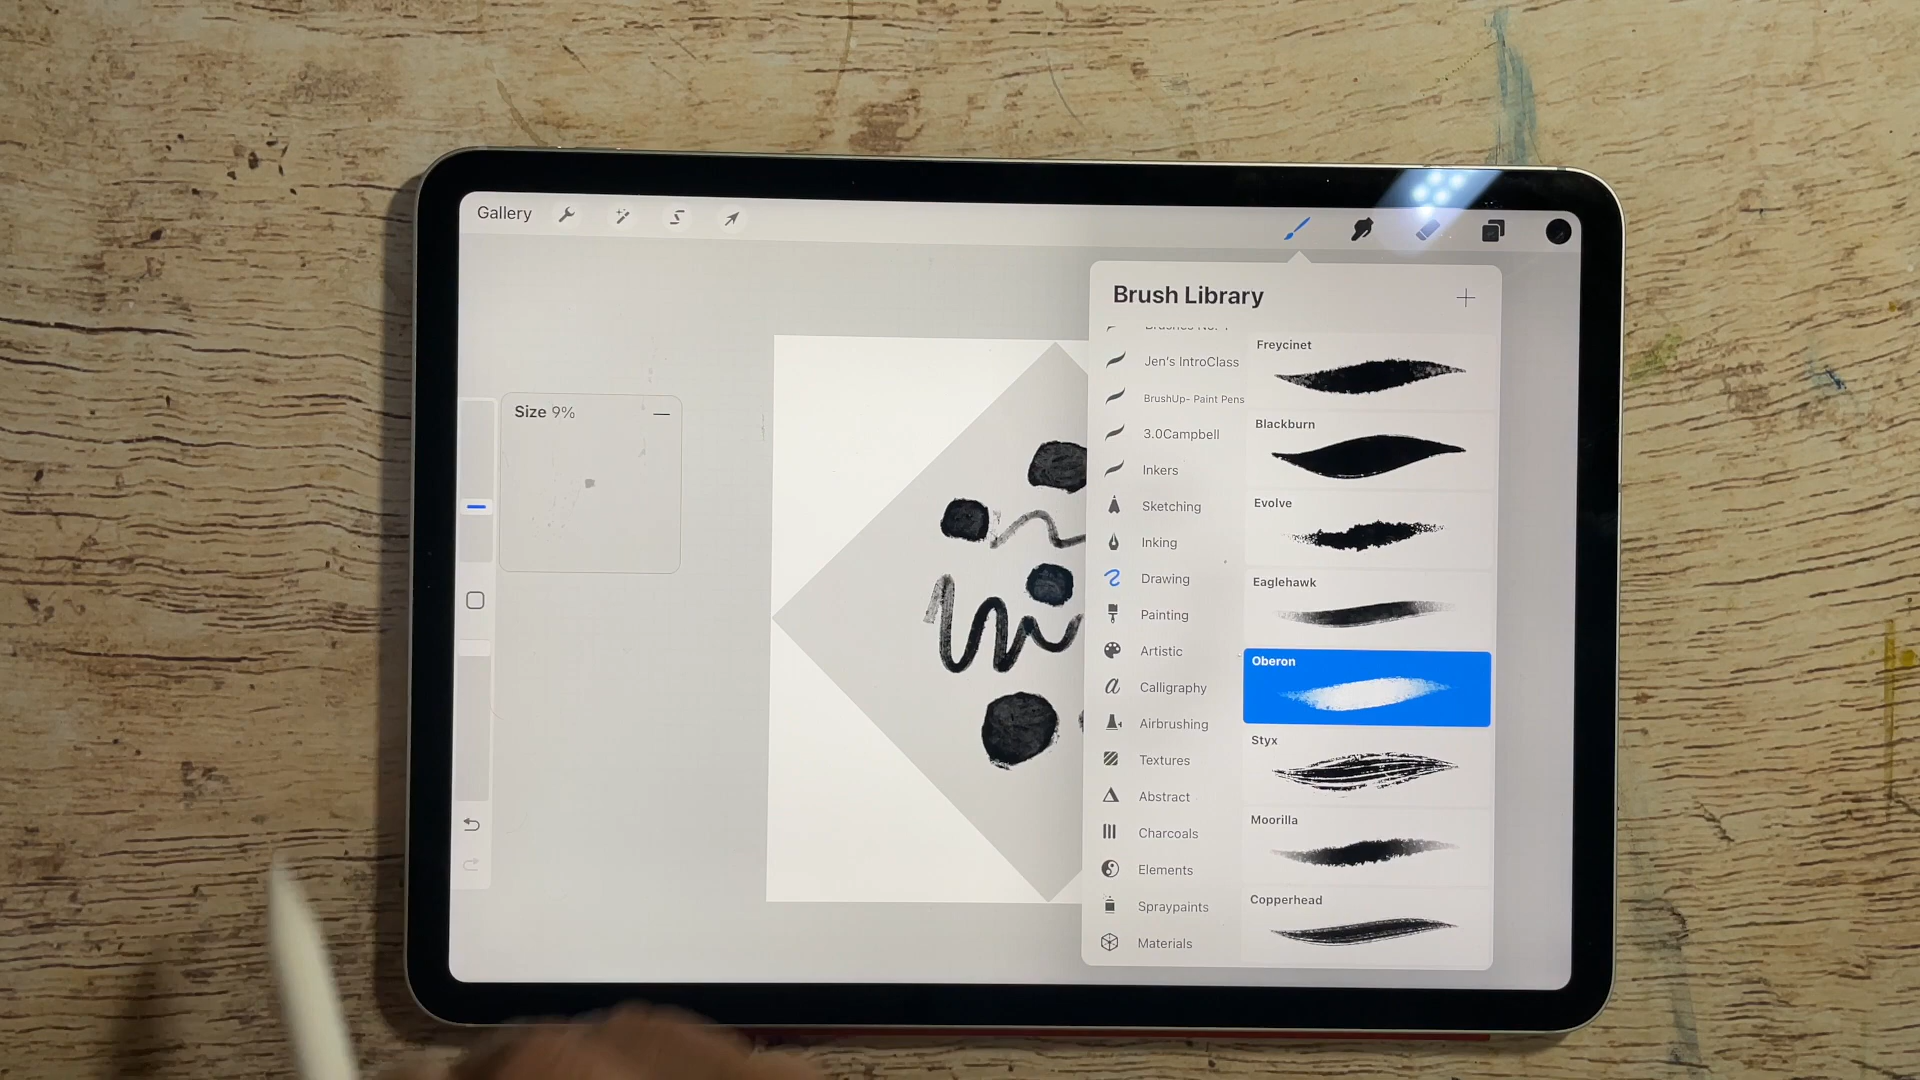 Gallery
Brush Library
Size 9%
Jen's IntroClass
BrushUp- Paint Pens
3.0Campbell
Inkers
Sketching
Inking
Drawing
Painting
Artistic
Calligraphy
Airbrushing
Textures
Abstract
Charcoals
Elements
Spraypaints
Materials
Freycinet
Blackburn
Evolve
Eaglehawk
Oberon
Styx
Moorilla
Copperhead